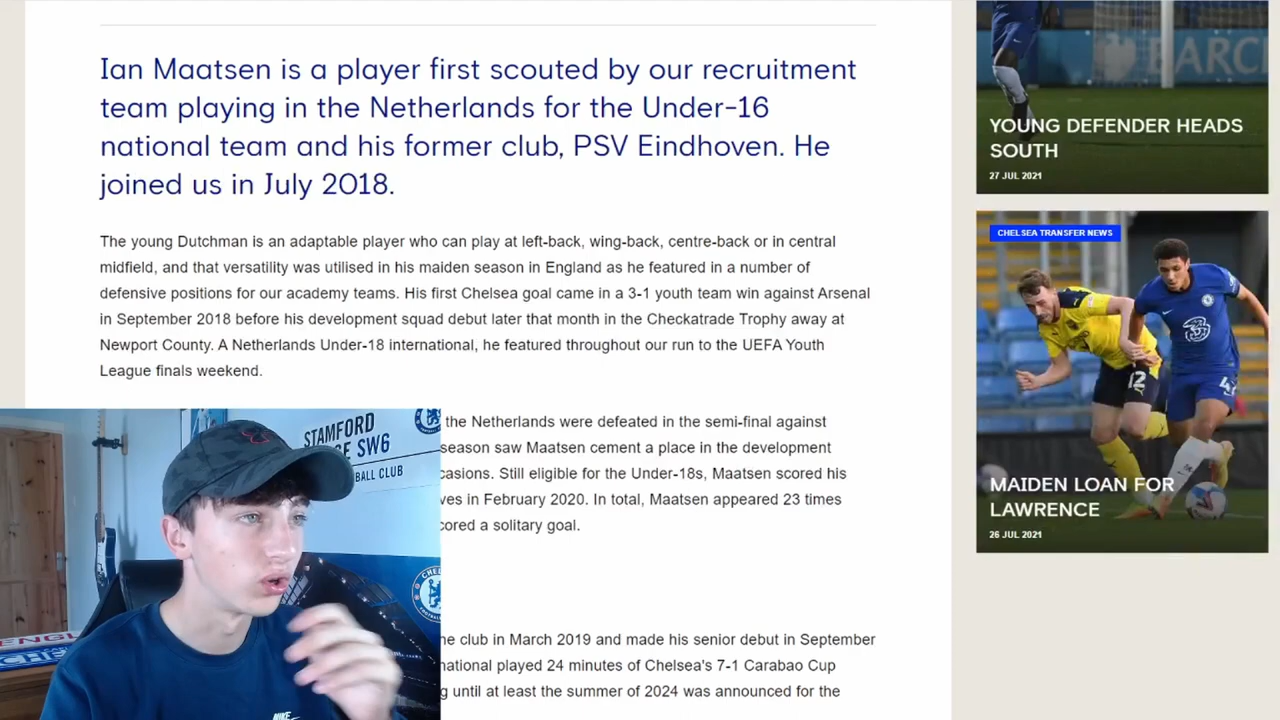 Ian Maatsen is a player first scouted by our recruitment
team playing in the Netherlands for the Under-16
national team and his former club, PSV Eindhoven. He
joined us in July 2018.
The young Dutchman is an adaptable player who can play at left-back, wing-back, centre-back or in central
midfield, and that versatility was utilised in his maiden season in England as he featured in a number of
defensive positions for our academy teams. His first Chelsea goal came in a 3-1 youth team win against Arsenal
in September 2018 before his development squad debut later that month in the Checkatrade Trophy away at
Newport County. A Netherlands Under-18 international, he featured throughout our run to the UEFA Youth
League finals weekend.
the Netherlands were defeated in the semi-final against
season saw Maatsen cement a place in the development
casions. Still eligible for the Under-18s, Maatsen scored his
ves in February 2020. In total, Maatsen appeared 23 times
cored a solitary goal.
he club in March 2019 and made his senior debut in September
national played 24 minutes of Chelsea's 7-1 Carabao Cup
g until at least the summer of 2024 was announced for the
BARC
YOUNG DEFENDER HEADS
SOUTH
27 JUL 2021
CHELSEA TRANSFER NEWS
12
3
MAIDEN LOAN FOR
LAWRENCE
26 JUL 2021
STAMFORD
SW6
BALL CLUB
NIKE